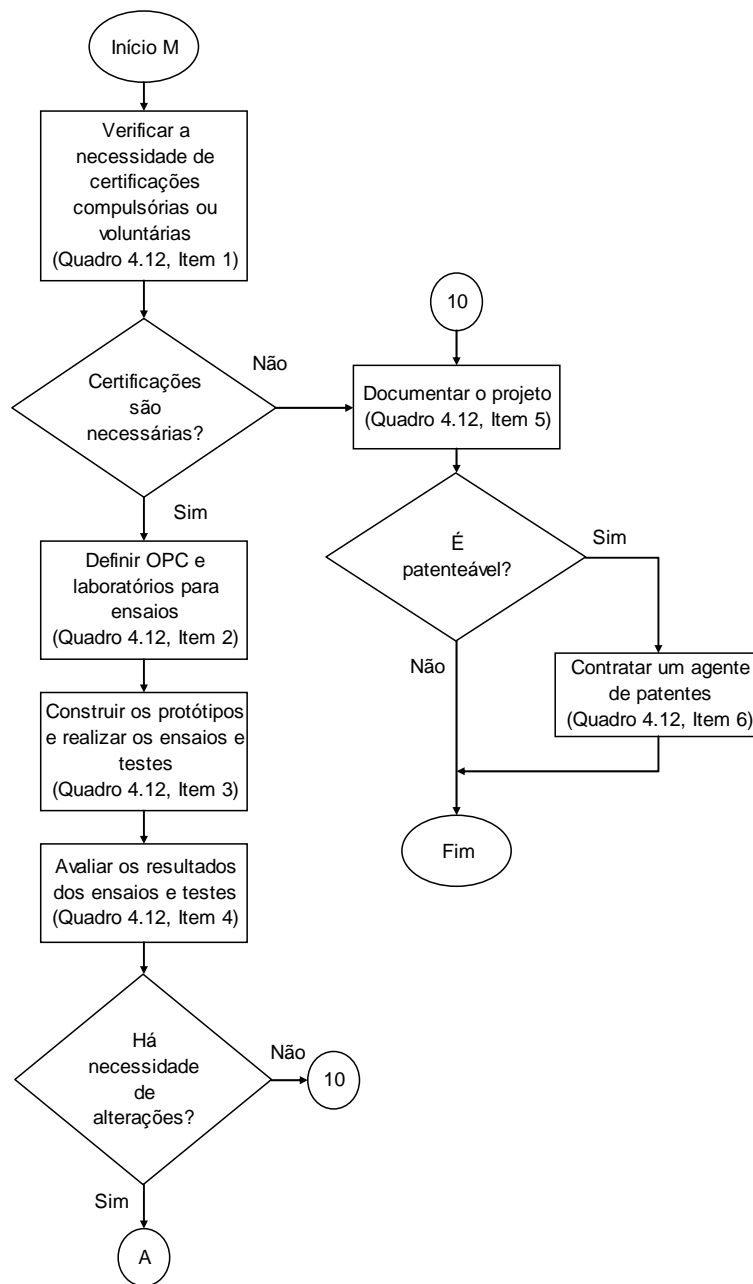 Início M
Verificar a
necessidade de
certificações
compulsórias ou
voluntárias
(Quadro 4.12, Item 1)
Certificações
são
necessárias?
Não
Sim
Definir OPC e
laboratórios para
ensaios
(Quadro 4.12, Item 2)
Construir os protótipos
e realizar os ensaios e
testes
(Quadro 4.12, Item 3)
Avaliar os resultados
dos ensaios e testes
(Quadro 4.12, Item 4)
Há
necessidade
de
alterações?
Não
10
Sim
A
10
Documentar o projeto
(Quadro 4.12, Item 5)
É
patenteável?
Sim
Não
Contratar um agente
de patentes
(Quadro 4.12, Item 6)
Fim